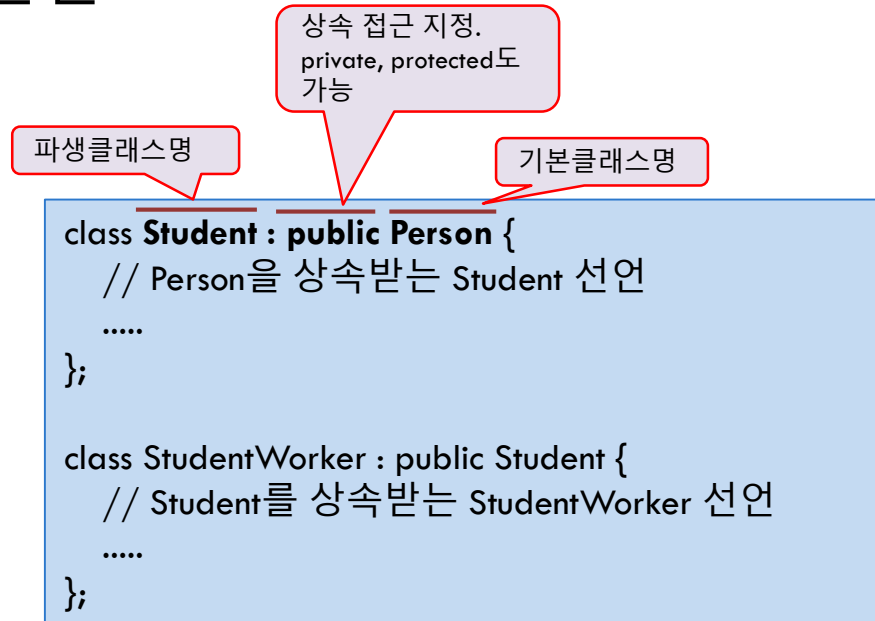 상속 접근 지정.
private, protected도
가능
파생클래스명
기본클래스명
class Student : public Person {
// Person을 상속받는 Student 선언
.....
};
class StudentWorker : public Student {
// Student를 상속받는 StudentWorker 선언
.....
};